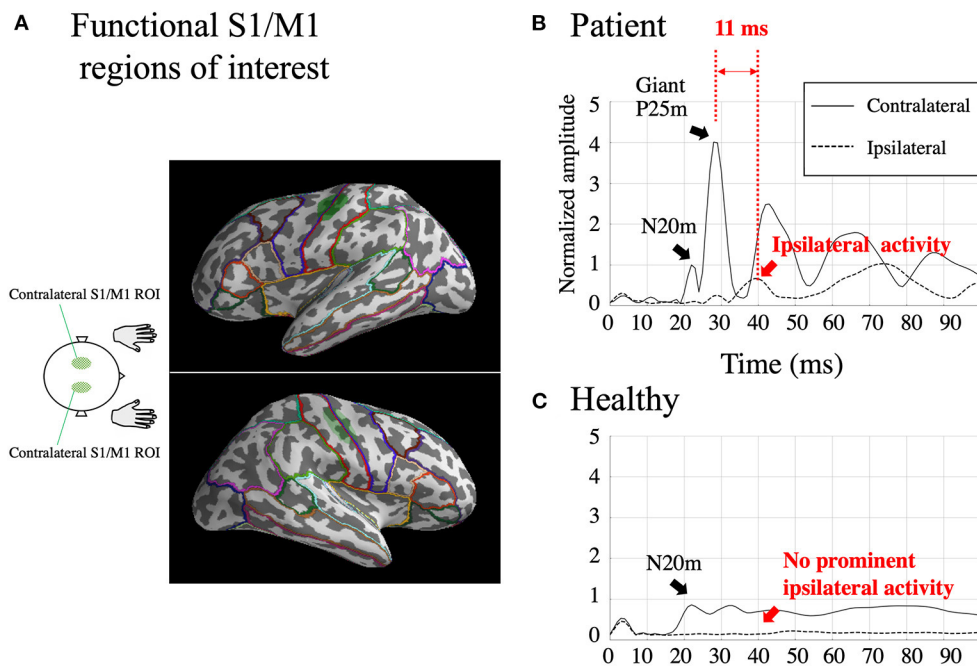 A
Functional S1/M1
regions of interest
Contralateral S1/M1 ROI
Contralateral S1/M1 ROI
B
Patient
11 ms
Giant
P25m
N20m
Contralateral
Ipsilateral
Ipsilateral activity
Normalized amplitude
5
4
3
2
1
0
0
10
20
30
40
50
60
70
80
90
Time (ms)
C
Healthy
N20m
No prominent
ipsilateral activity
5
4
3
2
1
0
0
10
20
30
40
50
60
70
80
90